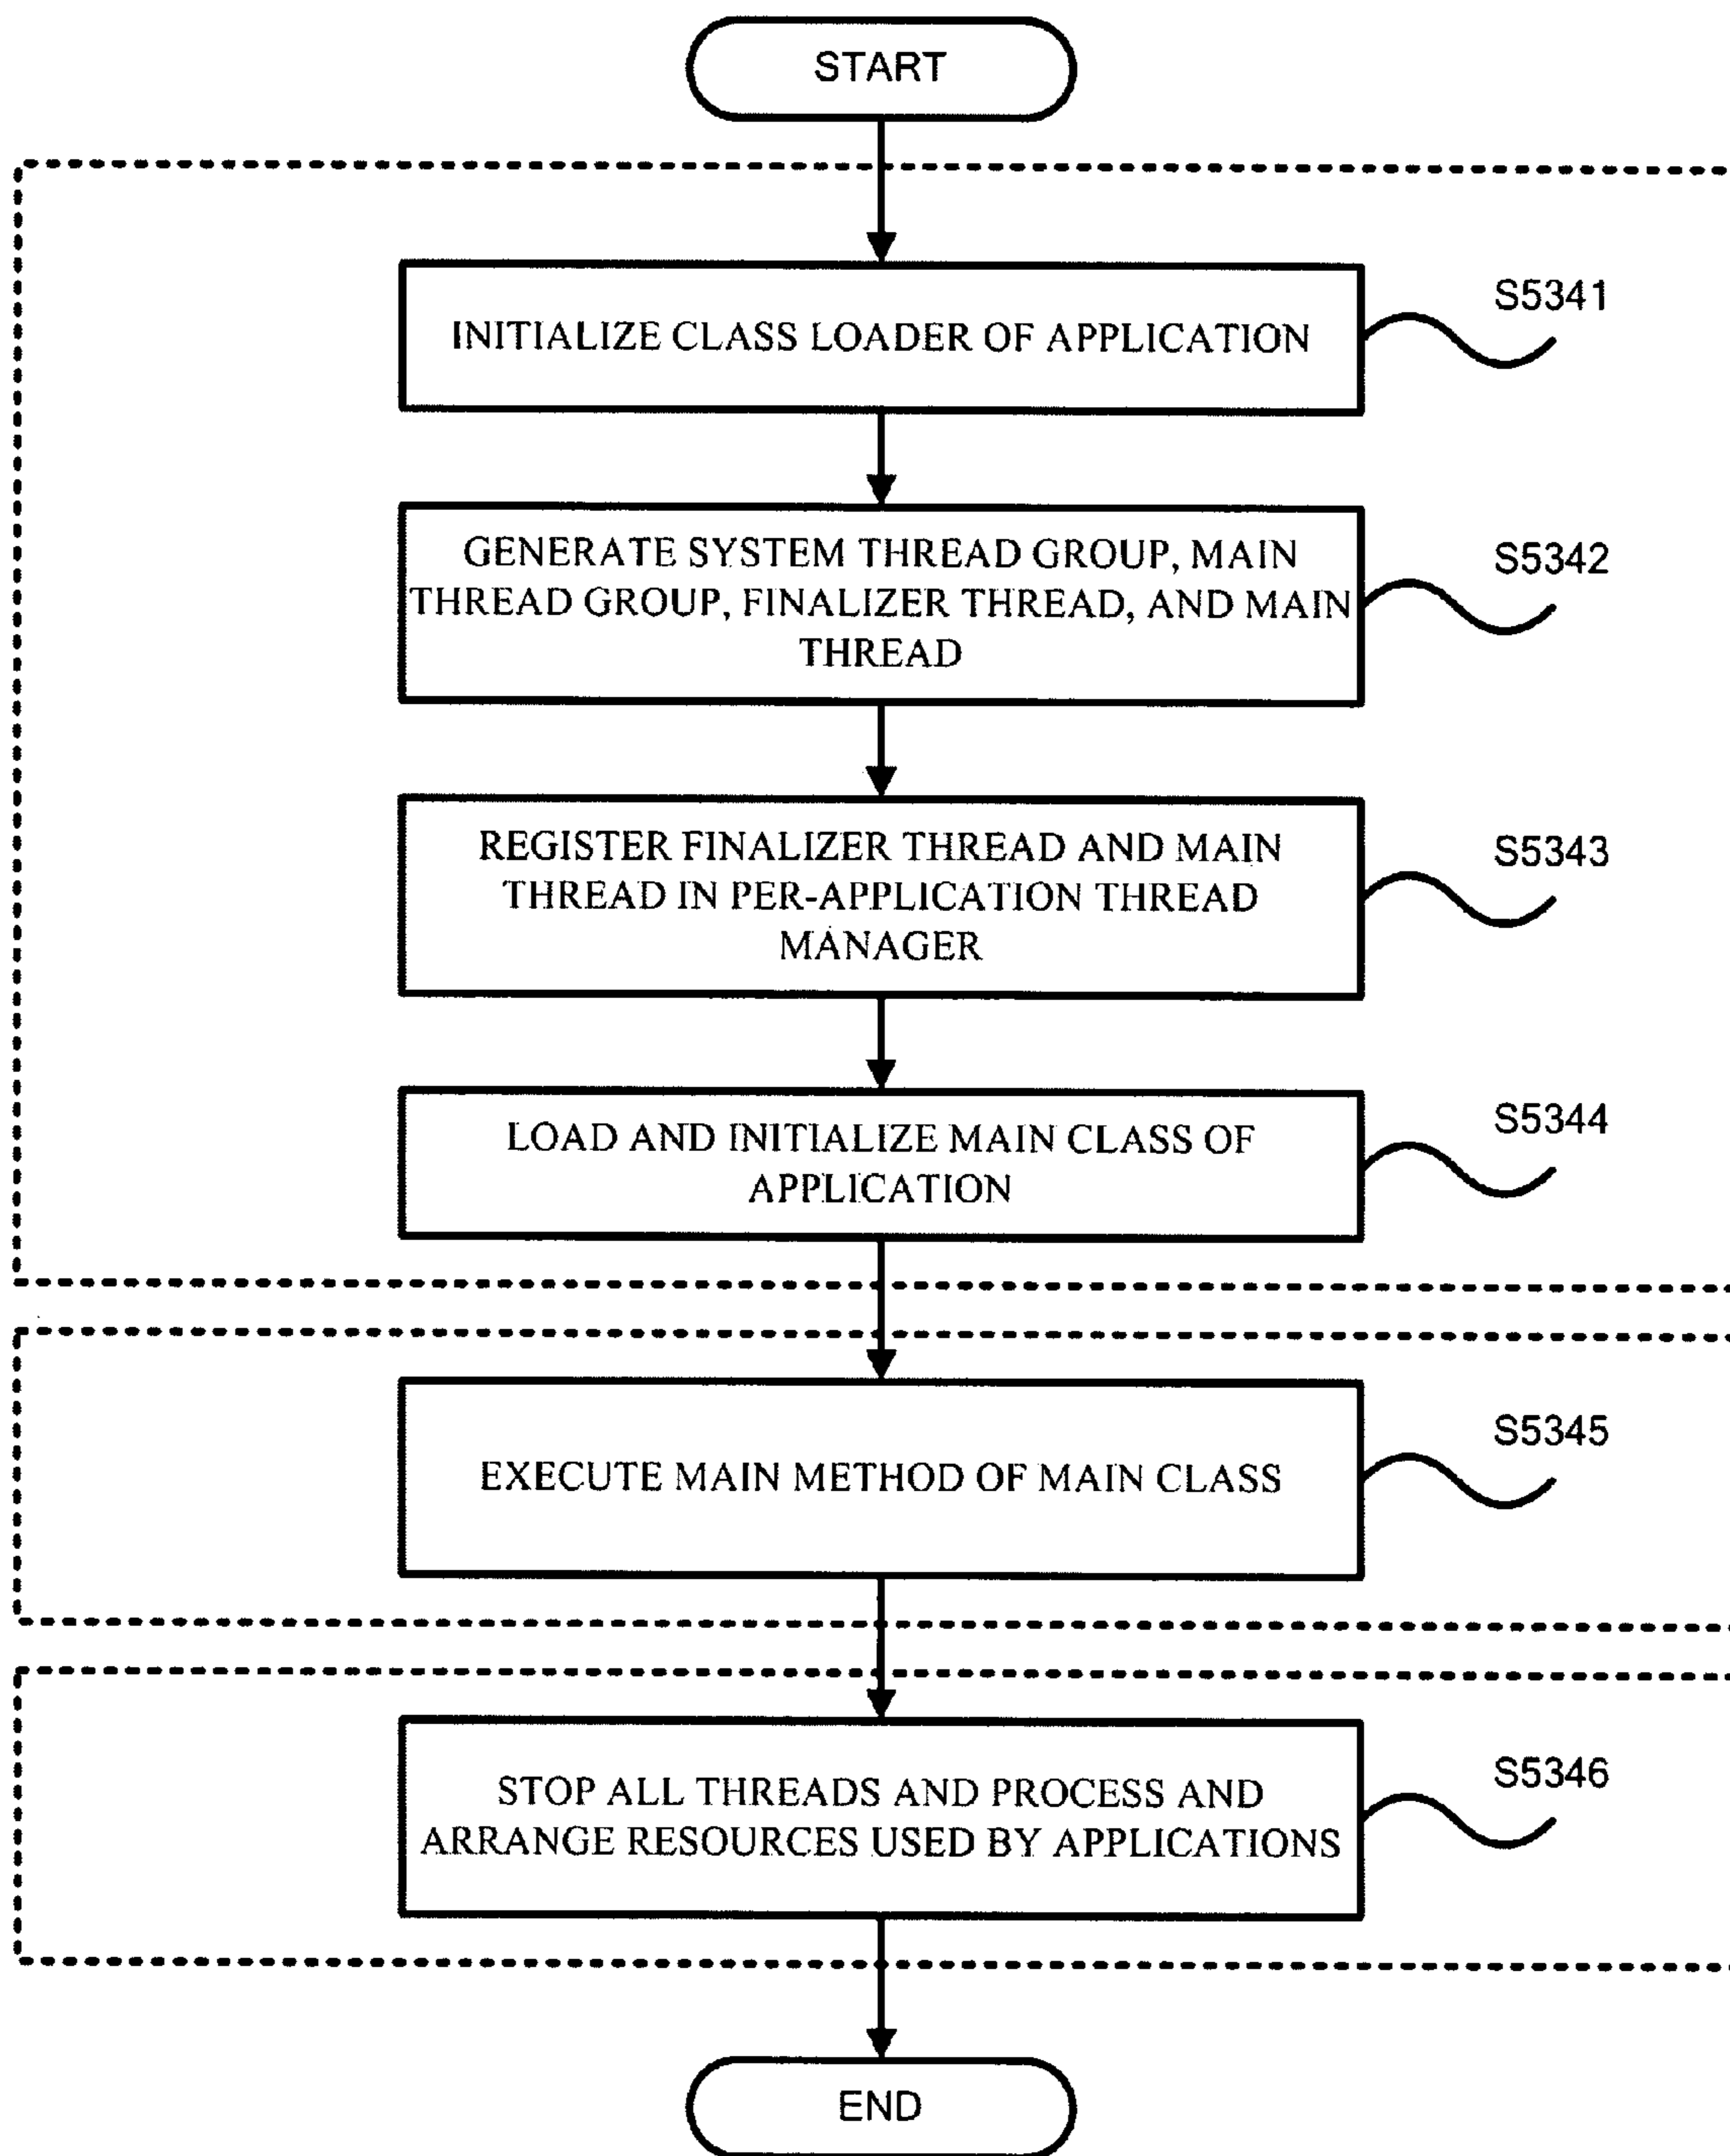 START
INITIALIZE CLASS LOADER OF APPLICATION
S5341
GENERATE SYSTEM THREAD GROUP, MAIN
THREAD GROUP, FINALIZER THREAD, AND MAIN
THREAD
S5342
REGISTER FINALIZER THREAD AND MAIN
THREAD IN PER-APPLICATION THREAD
MANAGER
S5343
LOAD AND INITIALIZE MAIN CLASS OF
APPLICATION
S5344
EXECUTE MAIN METHOD OF MAIN CLASS
S5345
STOP ALL THREADS AND PROCESS AND
ARRANGE RESOURCES USED BY APPLICATIONS
S5346
END